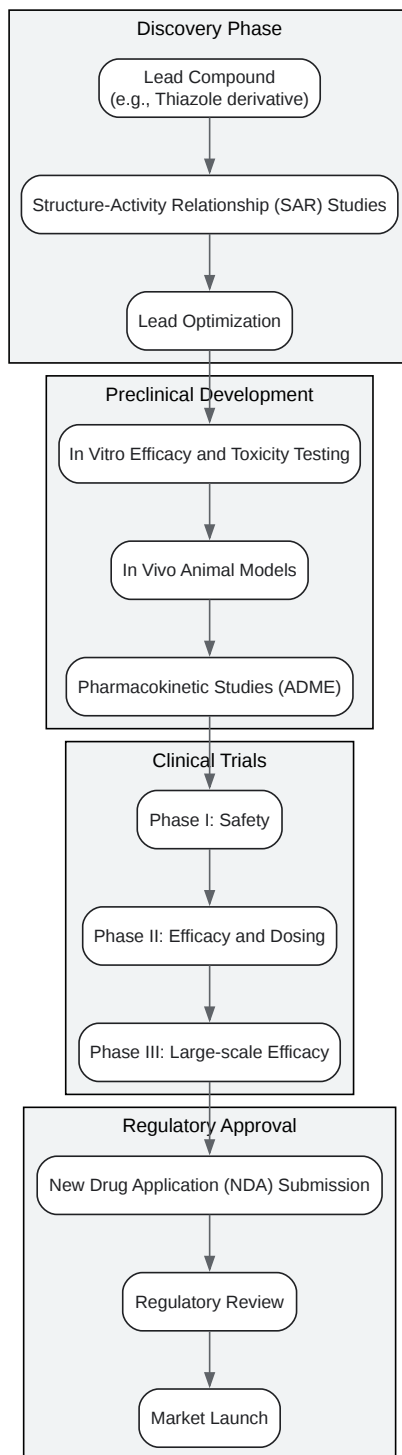 Discovery Phase
Lead Compound
(e.g., Thiazole derivative)
Structure-Activity Relationship (SAR) Studies
Lead Optimization
Preclinical Development
In Vitro Efficacy and Toxicity Testing
In Vivo Animal Models
Pharmacokinetic Studies (ADME)
Clinical Trials
Phase I: Safety
Phase II: Efficacy and Dosing
Phase III: Large-scale Efficacy
Regulatory Approval
New Drug Application (NDA) Submission
Regulatory Review
Market Launch